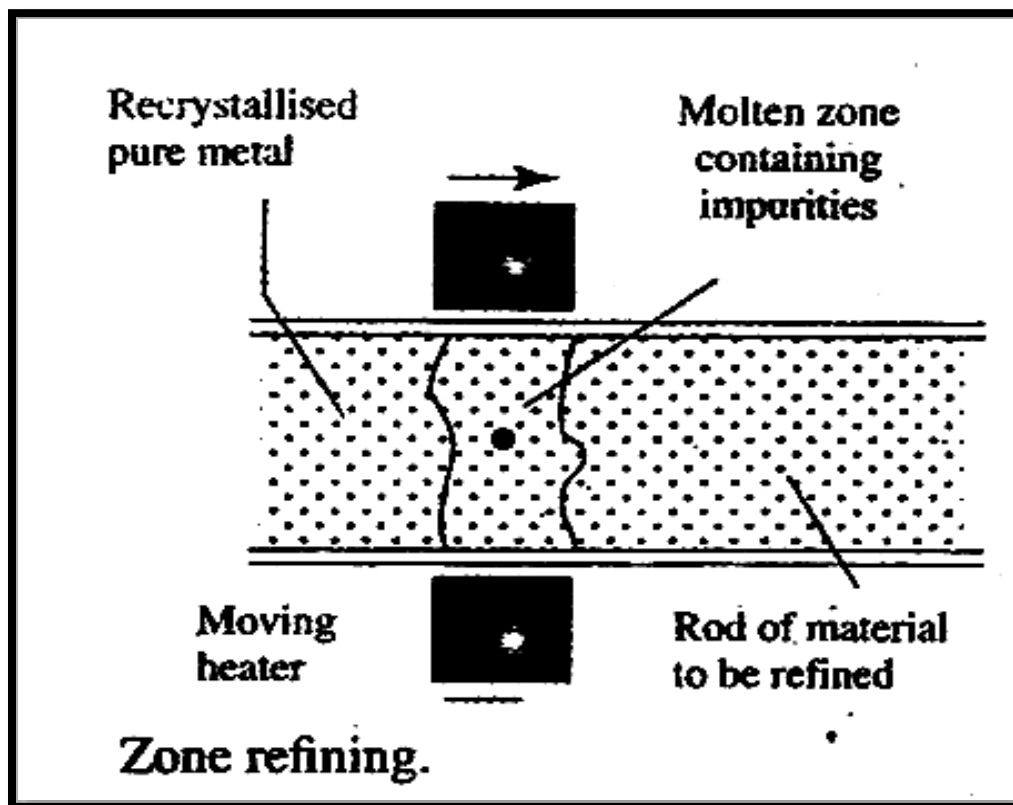 Recrystallised
pure metal
Molten zone
containing
impurities
Moving
heater
Rod of material
to be refined
Zone refining.